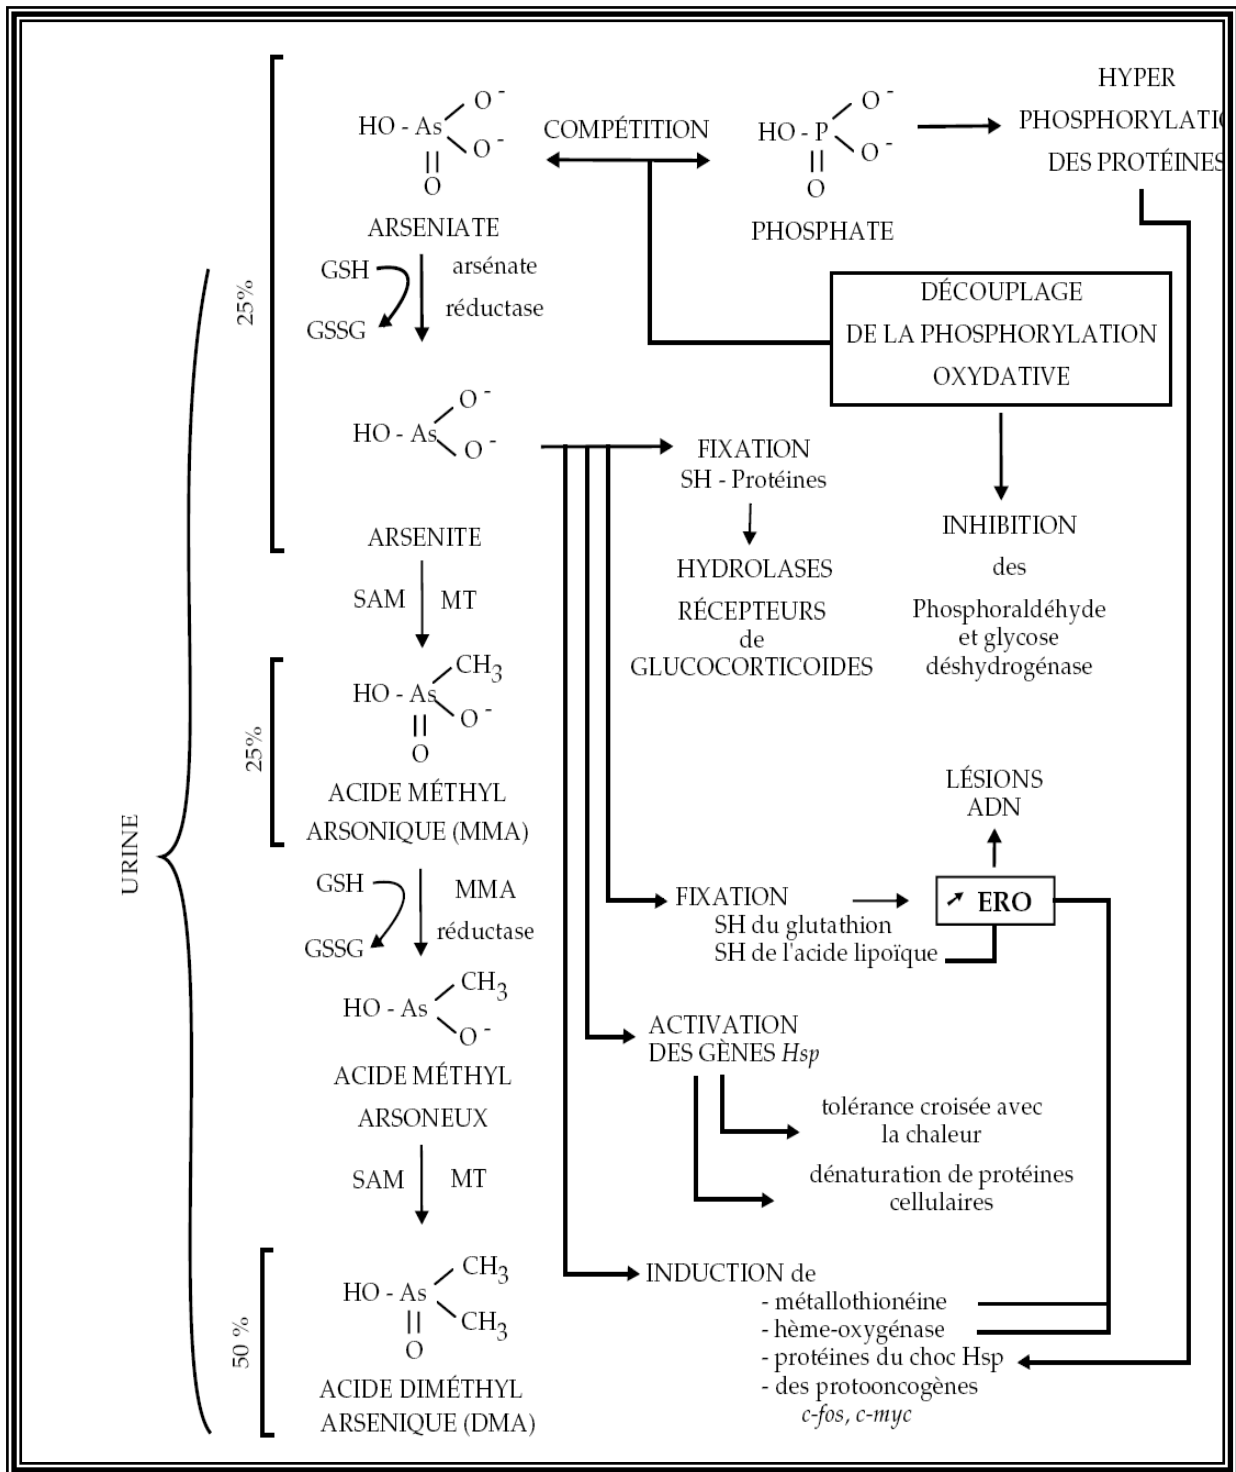 HO - As
O -
O -
O
ARSENIATE
COMPÉTITION
HO - P
O -
O -
O
PHOSPHATE
HYPER
PHOSPHORYLATIO
DES PROTÉINES
GSH
GSSG
arsénate
réductase
DÉCOUPLAGE
DE LA PHOSPHORYLATION
OXYDATIVE
25%
HO - As
O -
O -
ARSENITE
FIXATION
SH - Protéines
HYDROLASES
RÉCEPTEURS
de
GLUCOCORTICOIDES
INHIBITION
des
Phosphoraldéhyde
et glycose
déshydrogénase
SAM
MT
HO - As
CH3
O -
O
25%
ACIDE MÉTHYL
ARSONIQUE (MMA)
URINE
GSH
GSSG
MMA
réductase
LÉSIONS
ADN
ERO
FIXATION
SH du glutathion
SH de l'acide lipoïque
HO - As
CH3
O -
ACIDE MÉTHYL
ARSONEUX
ACTIVATION
DES GÈNES Hsp
tolérance croisée avec
la chaleur
dénaturation de protéines
cellulaires
SAM
MT
HO - As
CH3
CH3
O
50 %
ACIDE DIMÉTHYL
ARSENIQUE (DMA)
INDUCTION de
- métallothionéine
- hème-oxygénase
- protéines du choc Hsp
- des protooncogènes
c-fos, c-myc